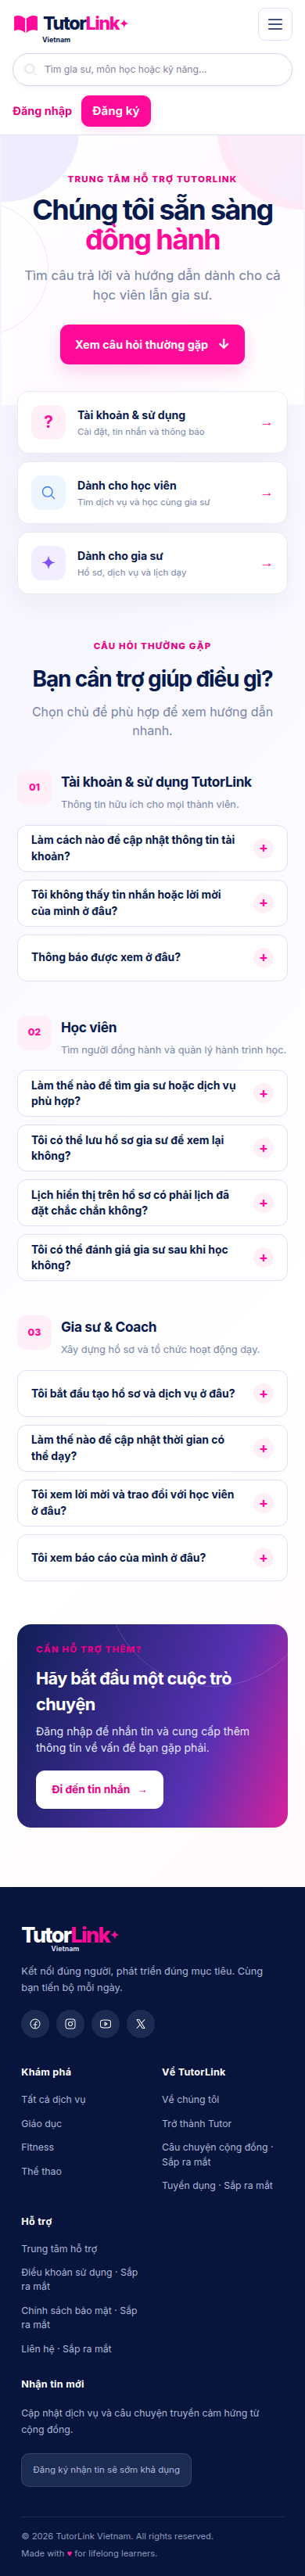 TutorLink
Vietnam
Tìm gia sư, môn học hoặc kỹ năng...
Đăng nhập
Đăng ký
TRUNG TÂM HỖ TRỢ TUTORLINK
Chúng tôi sẵn sàng
đồng hành
Tìm câu trả lời và hướng dẫn dành cho cả
học viên lẫn gia sư.
Xem câu hỏi thường gặp ↓
?
Tài khoản & sử dụng
Cài đặt, tin nhắn và thông báo
→
Dành cho học viên
Tìm dịch vụ và học cùng gia sư
→
Dành cho gia sư
Hồ sơ, dịch vụ và lịch dạy
→
CÂU HỎI THƯỜNG GẶP
Bạn cần trợ giúp điều gì?
Chọn chủ đề phù hợp để xem hướng dẫn
nhanh.
01
Tài khoản & sử dụng TutorLink
Thông tin hữu ích cho mọi thành viên.
Làm cách nào để cập nhật thông tin tài
khoản?
+
Tôi không thấy tin nhắn hoặc lời mời
của mình ở đâu?
+
Thông báo được xem ở đâu?
+
02
Học viên
Tìm người đồng hành và quản lý hành trình học.
Làm thế nào để tìm gia sư hoặc dịch vụ
phù hợp?
+
Tôi có thể lưu hồ sơ gia sư để xem lại
không?
+
Lịch hiển thị trên hồ sơ có phải lịch đã
đặt chắc chắn không?
+
Tôi có thể đánh giá gia sư sau khi học
không?
+
03
Gia sư & Coach
Xây dựng hồ sơ và tổ chức hoạt động dạy.
Tôi bắt đầu tạo hồ sơ và dịch vụ ở đâu?
+
Làm thế nào để cập nhật thời gian có
thể dạy?
+
Tôi xem lời mời và trao đổi với học viên
ở đâu?
+
Tôi xem báo cáo của mình ở đâu?
+
CẦN HỖ TRỢ THÊM?
Hãy bắt đầu một cuộc trò
chuyện
Đăng nhập để nhắn tin và cung cấp thêm
thông tin về vấn đề bạn gặp phải.
Đi đến tin nhắn →
TutorLink
Vietnam
Kết nối đúng người, phát triển đúng mục tiêu. Cùng
bạn tiến bộ mỗi ngày.
Khám phá
Tất cả dịch vụ
Giáo dục
Fitness
Thể thao
Về TutorLink
Về chúng tôi
Trở thành Tutor
Câu chuyện cộng đồng ·
Sắp ra mắt
Tuyển dụng · Sắp ra mắt
Hỗ trợ
Trung tâm hỗ trợ
Điều khoản sử dụng · Sắp
ra mắt
Chính sách bảo mật · Sắp
ra mắt
Liên hệ · Sắp ra mắt
Nhận tin mới
Cập nhật dịch vụ và câu chuyện truyền cảm hứng từ
cộng đồng.
Đăng ký nhận tin sẽ sớm khả dụng
© 2026 TutorLink Vietnam. All rights reserved.
Made with ♥ for lifelong learners.